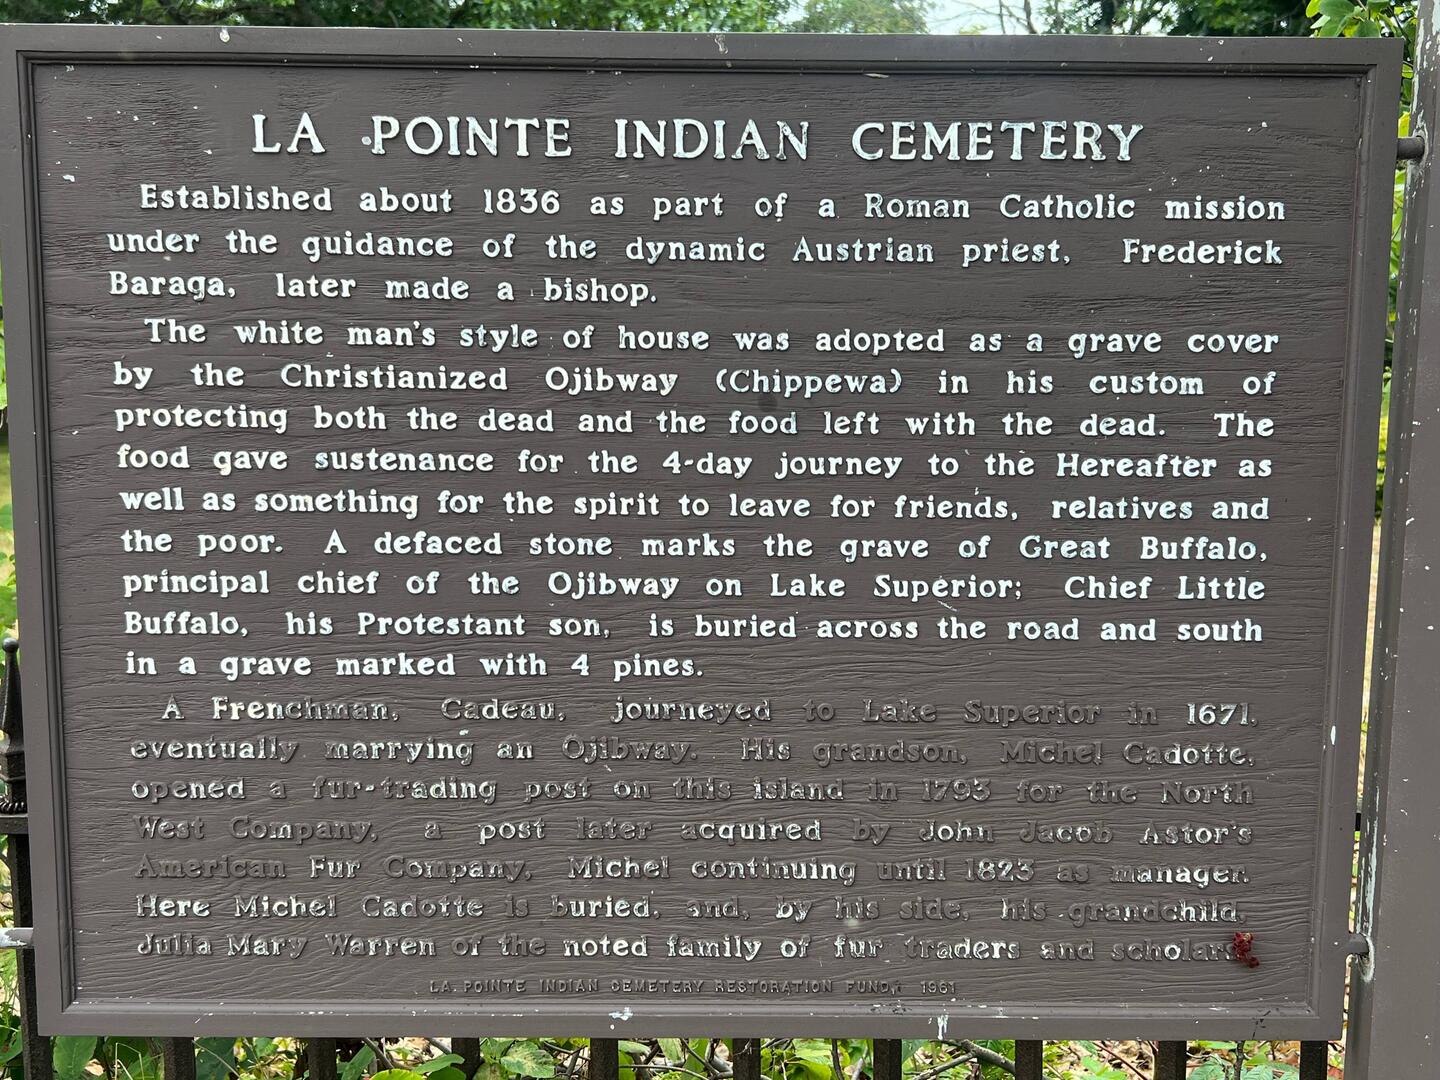 LA POINTE INDIAN CEMETERY
Established about 1836 as part of a Roman Catholic mission
under the guidance of the dynamic Austrian priest, Frederick
Baraga, later made a bishop.
The white man's style of house was adopted as a grave cover
by the Christianized Ojibway (Chippewa) in his custom of
protecting both the dead and the food left with the dead. The
food gave sustenance for the 4-day journey to the Hereafter as
well as something for the spirit to leave for friends, relatives and
the poor. A defaced stone marks the grave of Great Buffalo,
principal chief of the Ojibway on Lake Superior; Chief Little
Buffalo, his Protestant son, is buried across the road and south
in a grave marked with 4 pines.
A Frenchman, Cadeau, journeyed to Lake Superior in 1671,
eventually marrying an Ojibway. His grandson, Michel Cadotte,
opened a fur-trading post on this island in 1793 for the North
West Company, a post later acquired by John Jacob Astor's
American Fur Company, Michel continuing until 1823 as manager.
Here Michel Cadotte is buried, and, by his side, his grandchild,
Julia Mary Warren of the noted family of fur traders and scholars
LA POINTE INDIAN CEMETERY RESTORATION FUND, 1961